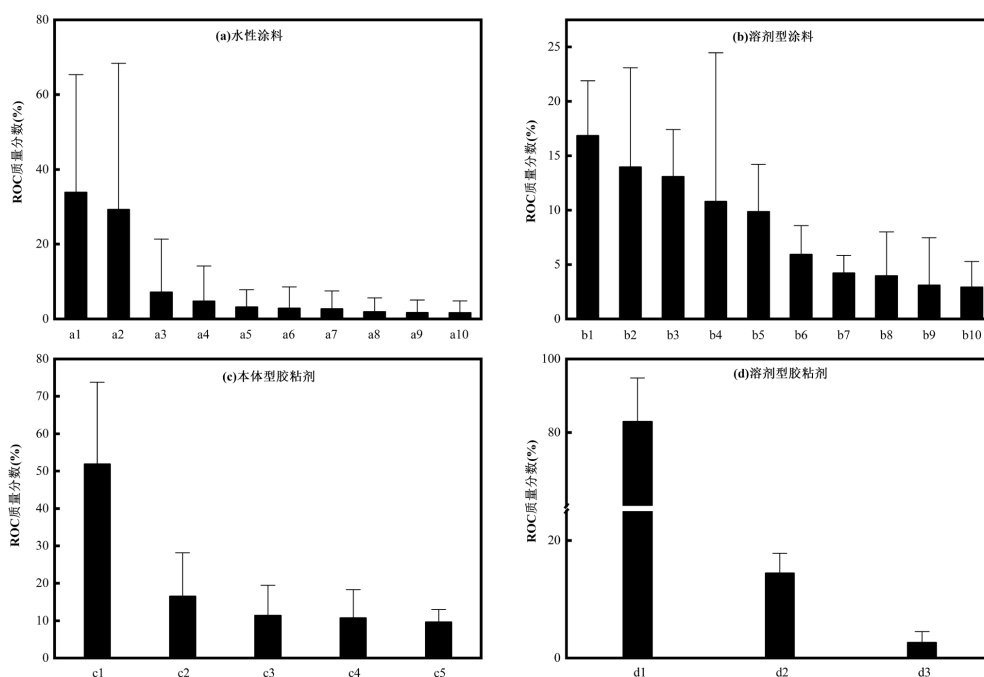 (a)水性涂料
ROC质量分数(%)
80
60
40
20
0
a1 a2 a3 a4 a5 a6 a7 a8 a9 a10
(b)溶剂型涂料
ROC质量分数(%)
25
20
15
10
5
0
b1 b2 b3 b4 b5 b6 b7 b8 b9 b10
(c)本体型胶粘剂
ROC质量分数(%)
80
70
60
50
40
30
20
10
0
c1 c2 c3 c4 c5
(d)溶剂型胶粘剂
ROC质量分数(%)
100
80
20
0
d1 d2 d3